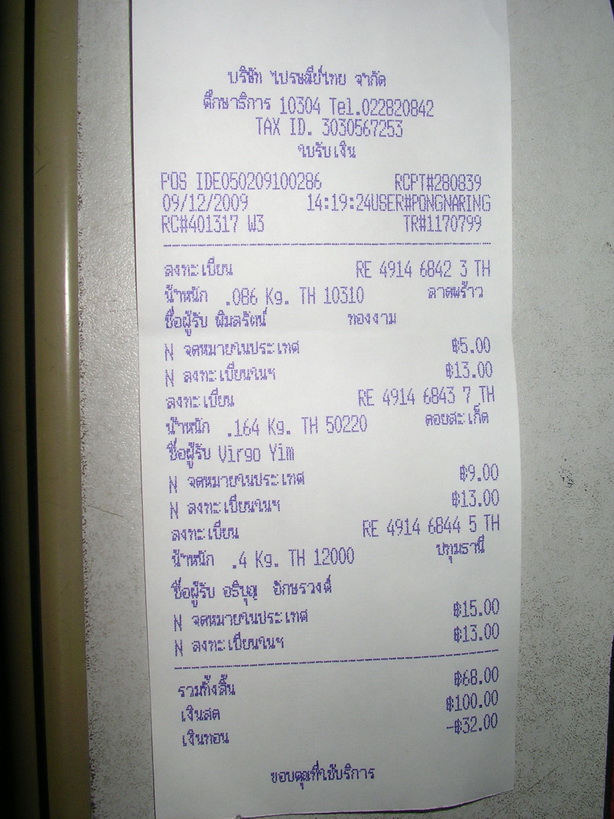 บริษัท ไปรษณีย์ไทย จำกัด
ศึกษาธิการ 10304 Tel.022820842
TAX ID. 3030567253
ใบรับเงิน
POS IDE050209100286 RCPT#280839
09/12/2009 14:19:24USER#PONGNARING
RC#401317 W3 TR#1170799
ลงทะเบียน RE 4914 6842 3 TH
น้ำหนัก .086 Kg. TH 10310 ลาดพร้าว
ชื่อผู้รับ พิมลรัตน์ ทองงาม
N จดหมายในประเทศ ฿5.00
N ลงทะเบียนในฯ ฿13.00
ลงทะเบียน RE 4914 6843 7 TH
น้ำหนัก .164 Kg. TH 50220 ดอยสะเก็ด
ชื่อผู้รับ Virgo Yim
N จดหมายในประเทศ ฿9.00
N ลงทะเบียนในฯ ฿13.00
ลงทะเบียน RE 4914 6844 5 TH
น้ำหนัก .4 Kg. TH 12000 ปทุมธานี
ชื่อผู้รับ อธิบุญ อักษรวงค์
N จดหมายในประเทศ ฿15.00
N ลงทะเบียนในฯ ฿13.00
รวมทั้งสิ้น ฿68.00
เงินสด ฿100.00
เงินทอน -฿32.00
ขอบคุณที่ใช้บริการ